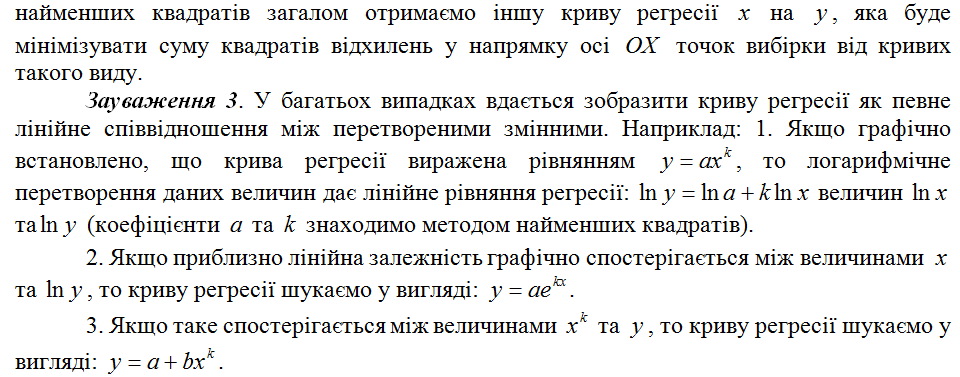 найменших квадратів загалом отримаємо іншу криву регресії x на y, яка буде
мінімізувати суму квадратів відхилень у напрямку осі OX точок вибірки від кривих
такого виду.
Зауваження 3. У багатьох випадках вдається зобразити криву регресії як певне
лінійне співвідношення між перетвореними змінними. Наприклад: 1. Якщо графічно
встановлено, що крива регресії виражена рівнянням y = ax^k, то логарифмічне
перетворення даних величин дає лінійне рівняння регресії: ln y = ln a + k ln x величин ln x
та ln y (коефіцієнти a та k знаходимо методом найменших квадратів).
2. Якщо приблизно лінійна залежність графічно спостерігається між величинами x
та ln y, то криву регресії шукаємо у вигляді: y = ae^{kx}.
3. Якщо таке спостерігається між величинами x^k та y, то криву регресії шукаємо у
вигляді: y = a + bx^k.